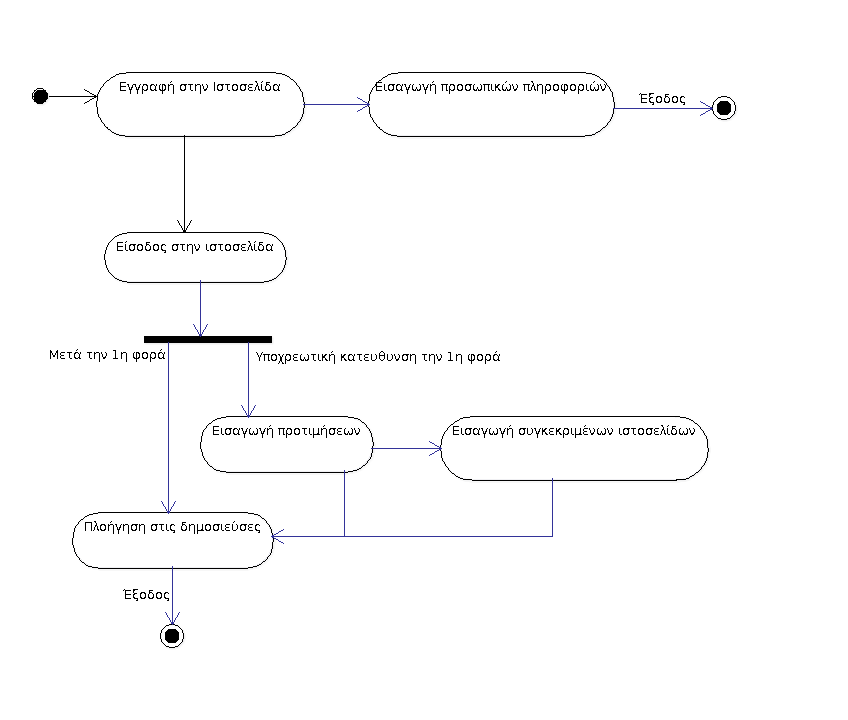 Εγγραφή στην Ιστοσελίδα
Εισαγωγή προσωπικών πληροφοριών
Έξοδος
Είσοδος στην ιστοσελίδα
Μετά την 1η φορά
Υποχρεωτική κατευθυνση την 1η φορά
Εισαγωγή προτιμήσεων
Εισαγωγή συγκεκριμένων ιστοσελίδων
Πλοήγηση στις δημοσιεύσες
Έξοδος